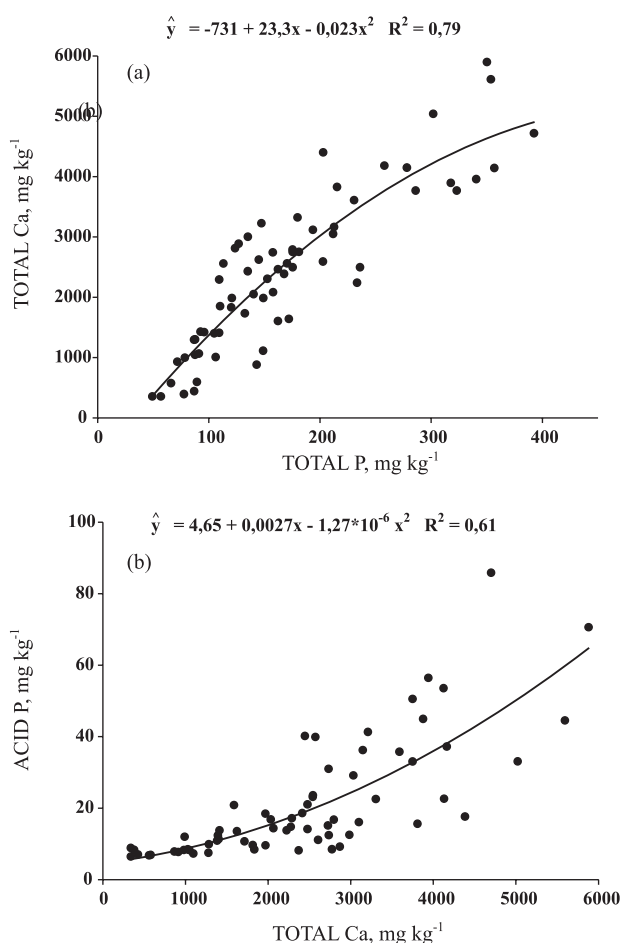 ŷ = -731 + 23,3x - 0,023x² R² = 0,79
(a)
6000
(b)
5000
4000
3000
2000
1000
0
TOTAL Ca, mg kg⁻¹
0 100 200 300 400
TOTAL P, mg kg⁻¹
ŷ = 4,65 + 0,0027x - 1,27*10⁻⁶ x² R² = 0,61
(b)
100
80
60
40
20
0
ACID P, mg kg⁻¹
0 1000 2000 3000 4000 5000 6000
TOTAL Ca, mg kg⁻¹